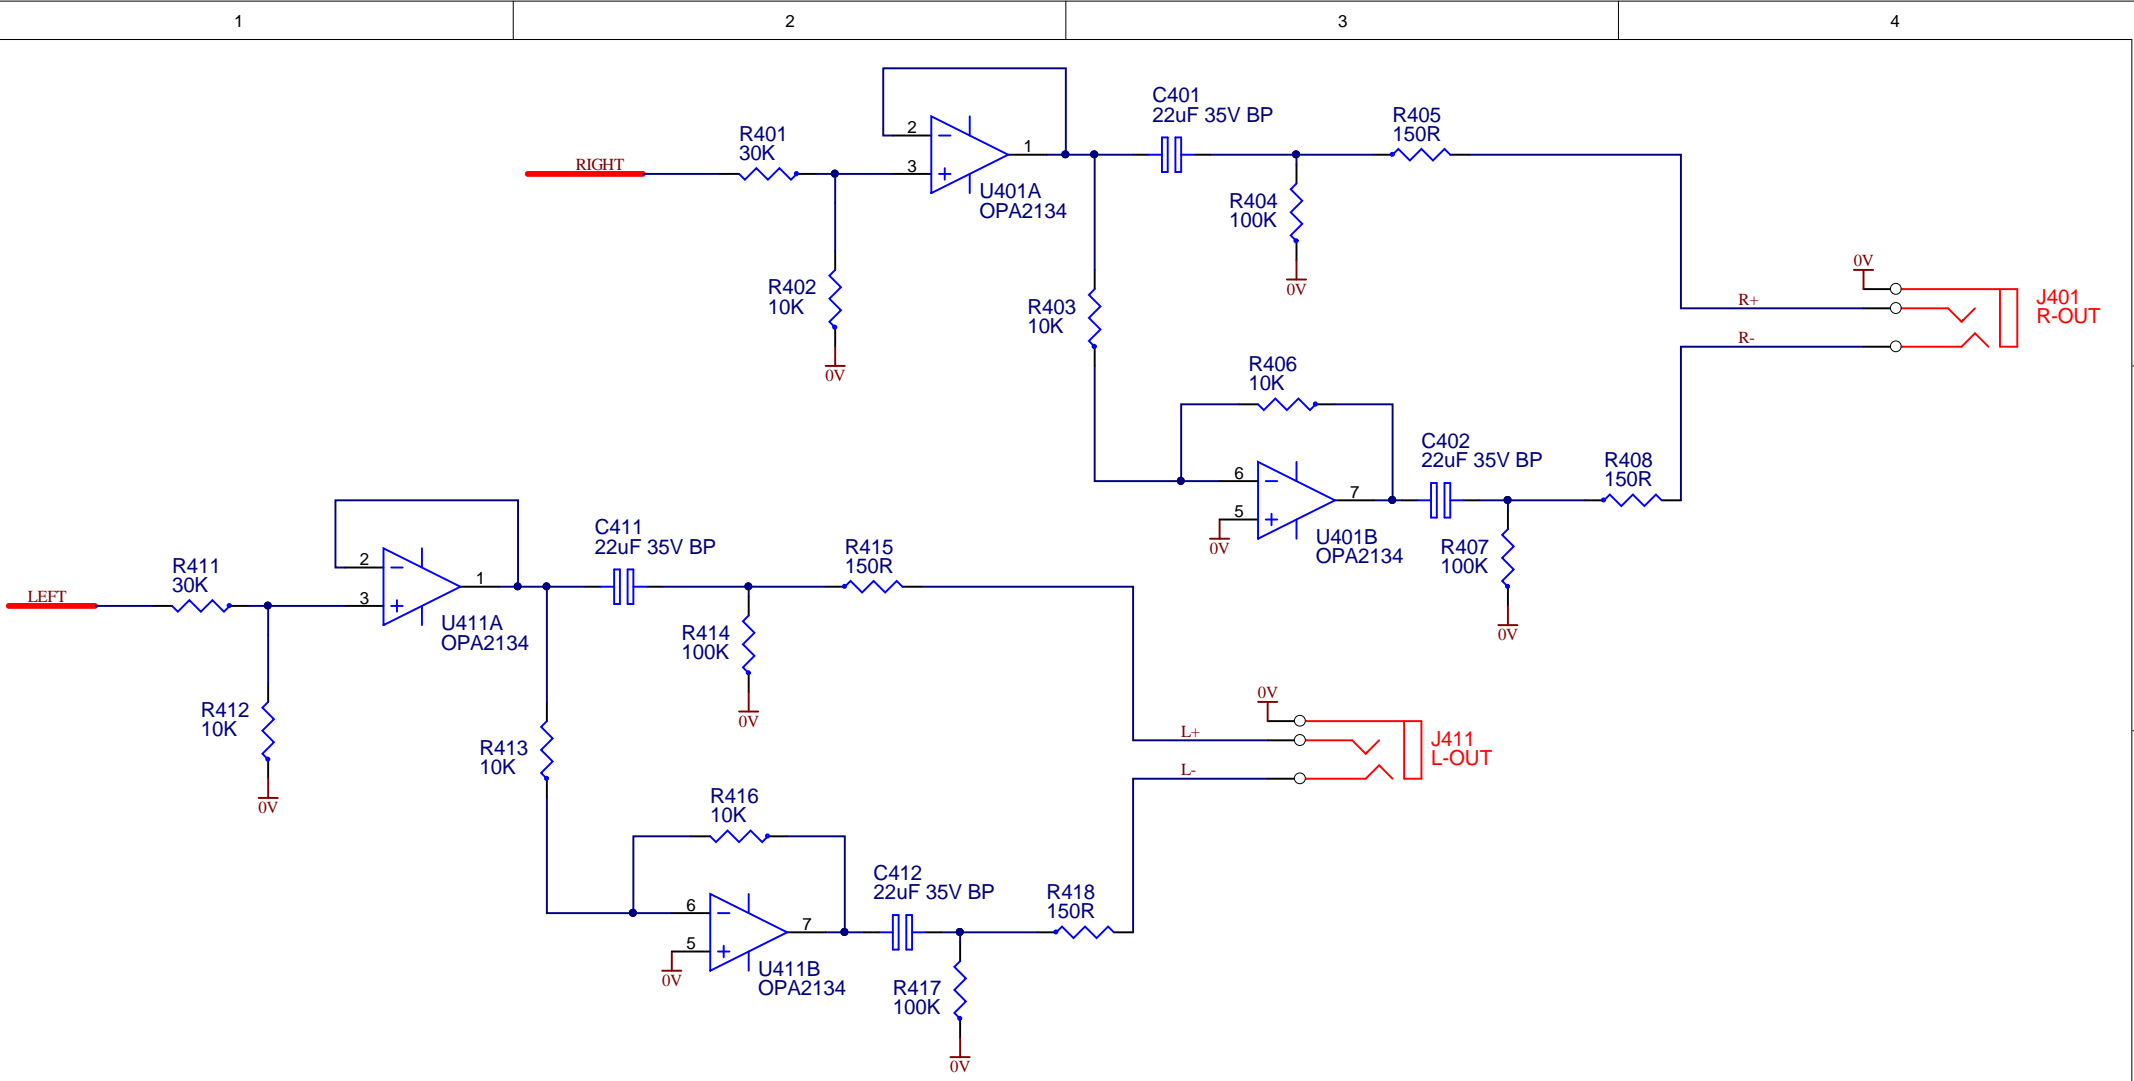 1
2
3
4
C401
22uF 35V BP
R405
150R
R401
30K
2
1
RIGHT
3
U401A
OPA2134
R404
100K
0V
R402
10K
0V
R403
10K
0V
R+
R-
J401
R-OUT
R406
10K
C402
22uF 35V BP
R408
150R
6
7
5
0V
U401B
OPA2134
R407
100K
0V
C411
22uF 35V BP
R415
150R
R411
30K
2
1
LEFT
3
U411A
OPA2134
R414
100K
0V
R412
10K
0V
R413
10K
0V
L+
L-
J411
L-OUT
R416
10K
C412
22uF 35V BP
R418
150R
6
7
5
0V
U411B
OPA2134
R417
100K
0V